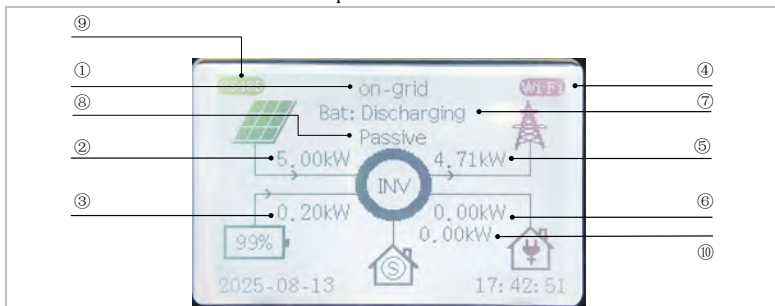 ⑨
① on-grid Wi-Fi ④
Bat: Discharging ⑦
⑧ Passive
② 5.00kW 4.71kW ⑤
INV
③ 0.20kW 0.00kW ⑥
0.00kW ⑩
99%
S
2025-08-13 17:42:51